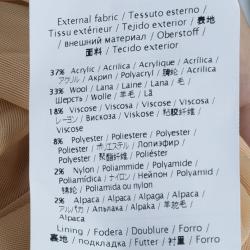 External fabric / Tessuto esterno /
Tissu extérieur / Tejido exterior / 表地
/ внешний материал / Oberstoff /
面料 / Tecido exterior
37% Acrylic / Acrilica / Acrylique / Acrílica /
アクリル / Акрил / Polyacryl / 腈纶 / Acrílica
33% Wool / Lana / Laine / Lana / 毛 /
Шерсть / Wolle / 羊毛 / Lã
18% Viscose / Viscosa / Viscose / Viscosa /
レーヨン / Вискоза / Viskose / 粘胶纤维 /
Viscose
8% Polyester / Poliestere / Polyester /
Poliester / ポリエステル / Полиэстер /
Polyester / 聚酯纤维 / Poliéster
2% Nylon / Poliammide / Polyamide /
Poliamídica / ナイロン / Нейлон / Polyamid /
锦纶 / Poliamida ou nylon
2% Alpaca / Alpaga / Alpaca /
アルパカ / Альпака / Alpaka / 羊驼毛 /
Alpaca
Lining / Fodera / Doublure / Forro /
裏地 / подкладка / Futter / 衬里 / Forro